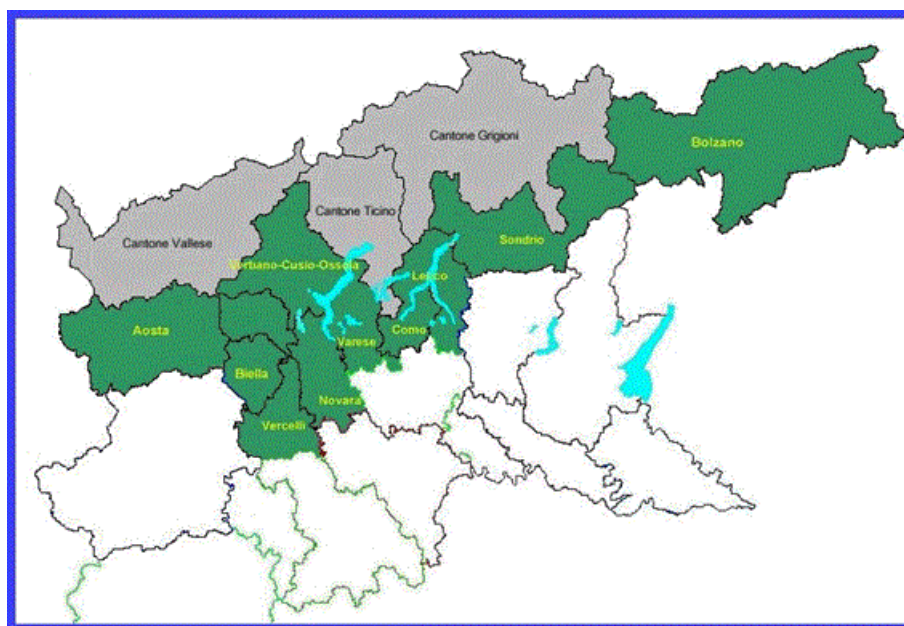 Cantone Grigioni
Bolzano
Cantone Ticino
Cantone Vallese
Sondrio
Verbano-Cusio-Ossola
Lecco
Aosta
Como
Varese
Biella
Novara
Vercelli